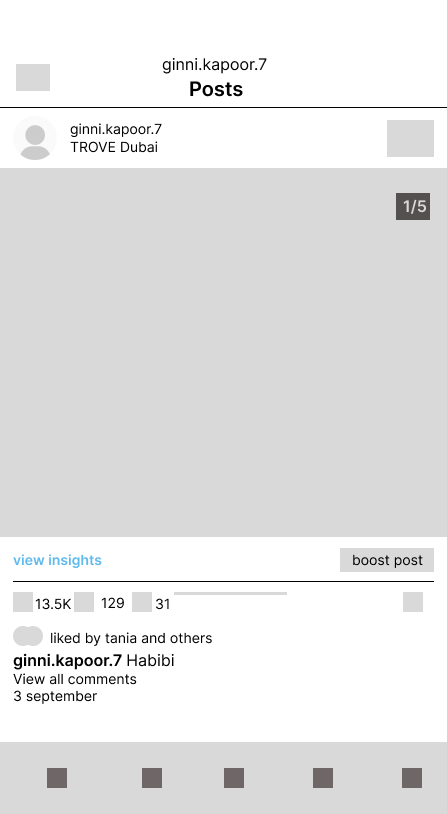 ginni.kapoor.7
Posts
ginni.kapoor.7
TROVE Dubai
1/5
view insights
boost post
13.5K 129 31
liked by tania and others
ginni.kapoor.7 Habibi
View all comments
3 september